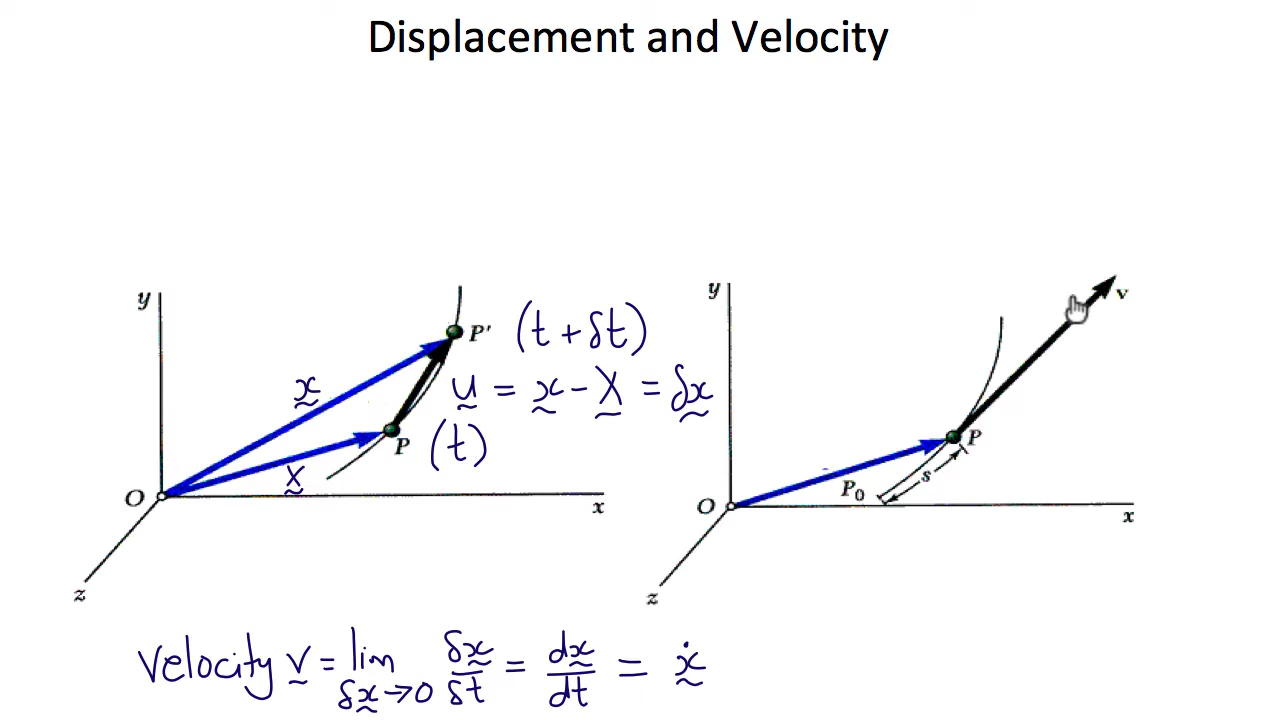 Displacement and Velocity
y
P' (t + δt)
x
u = x - X = δx
P (t)
X
O
x
z
y
v
P
s
P0
O
x
z
Velocity v = lim δx/δt = dx/dt = ẋ
δx→0